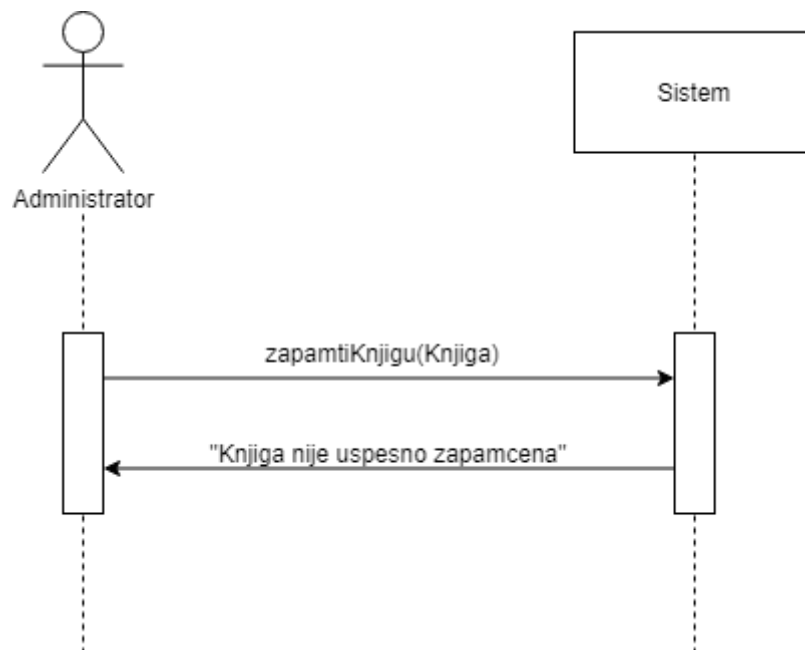 Sistem
Administrator
zapamtiKnjigu(Knjiga)
"Knjiga nije uspesno zapamcena"